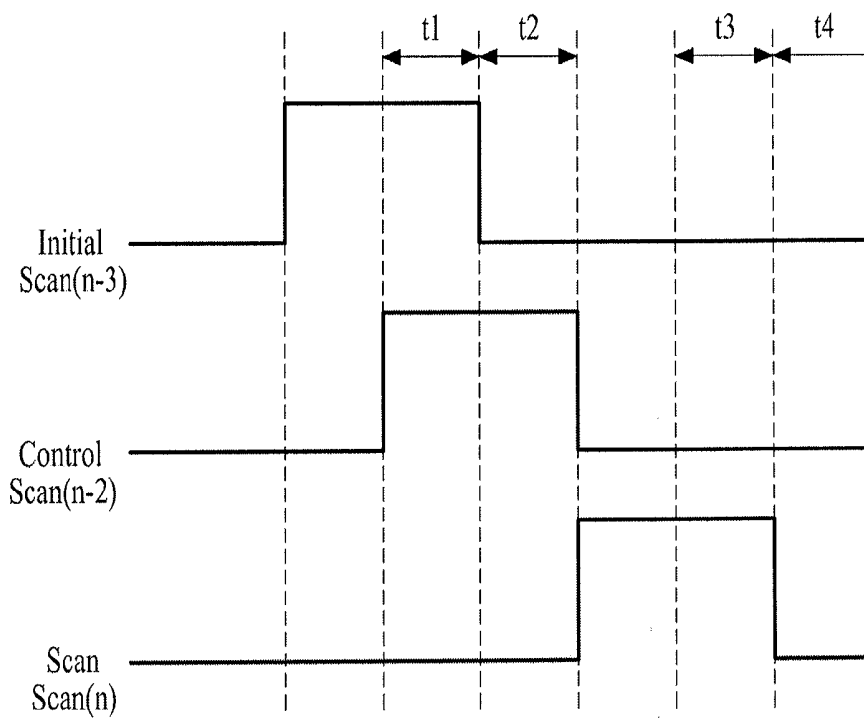 t1 t2 t3 t4
Initial
Scan(n-3)
Control
Scan(n-2)
Scan
Scan(n)